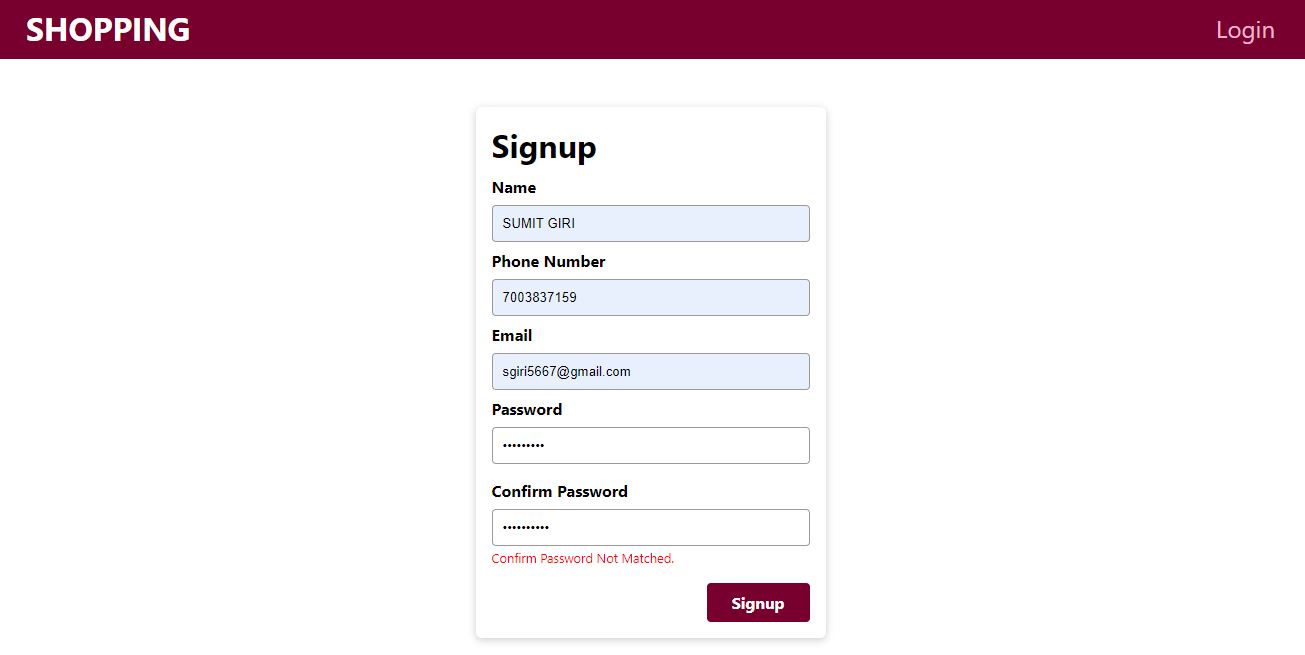 SHOPPING
Login
Signup
Name
SUMIT GIRI
Phone Number
7003837159
Email
sgiri5667@gmail.com
Password
•••••••••
Confirm Password
••••••••••
Confirm Password Not Matched.
Signup